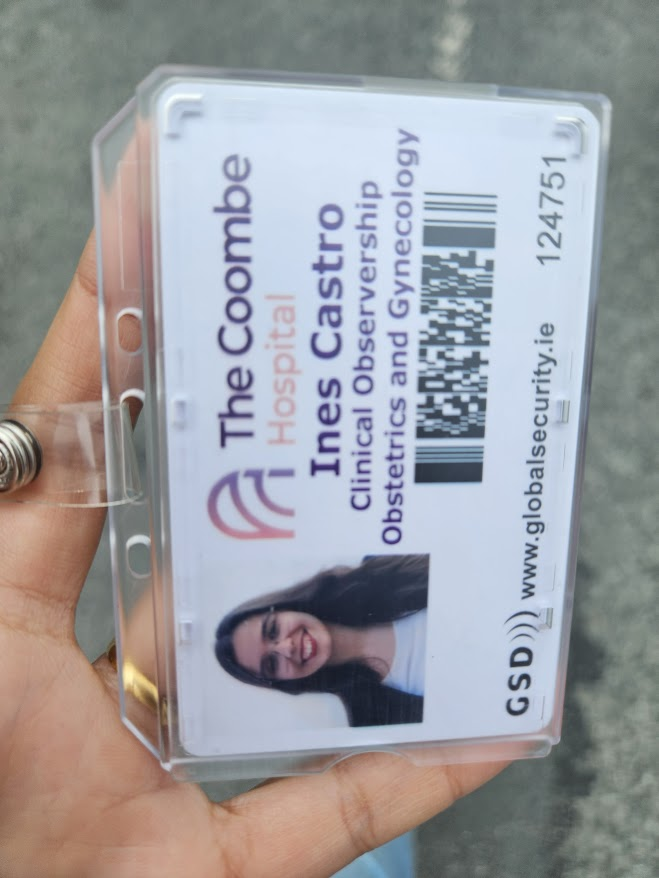 The Coombe
Hospital
Ines Castro
Clinical Observership
Obstetrics and Gynecology
GSD))) www.globalsecurity.ie 124751